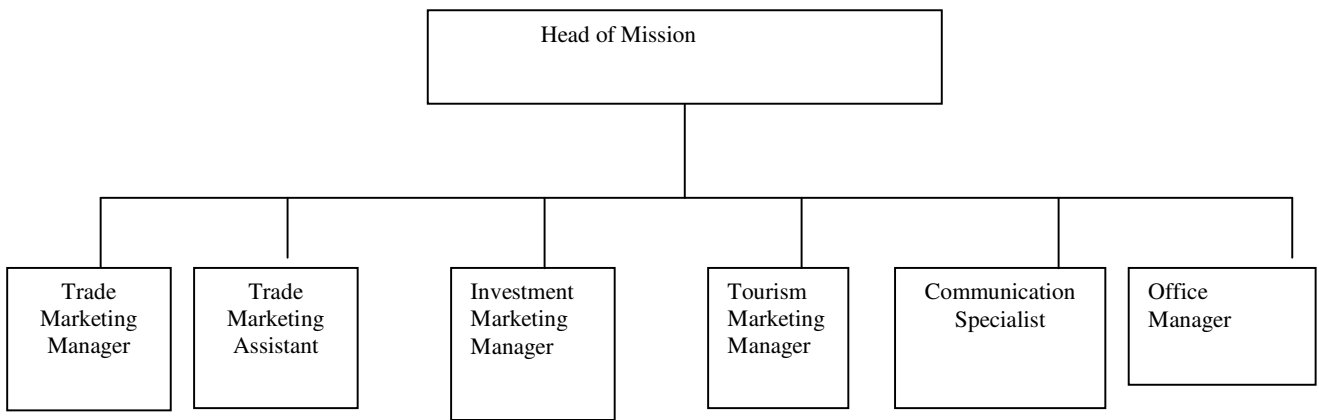 Head of Mission
Trade
Marketing
Manager
Trade
Marketing
Assistant
Investment
Marketing
Manager
Tourism
Marketing
Manager
Communication
Specialist
Office
Manager